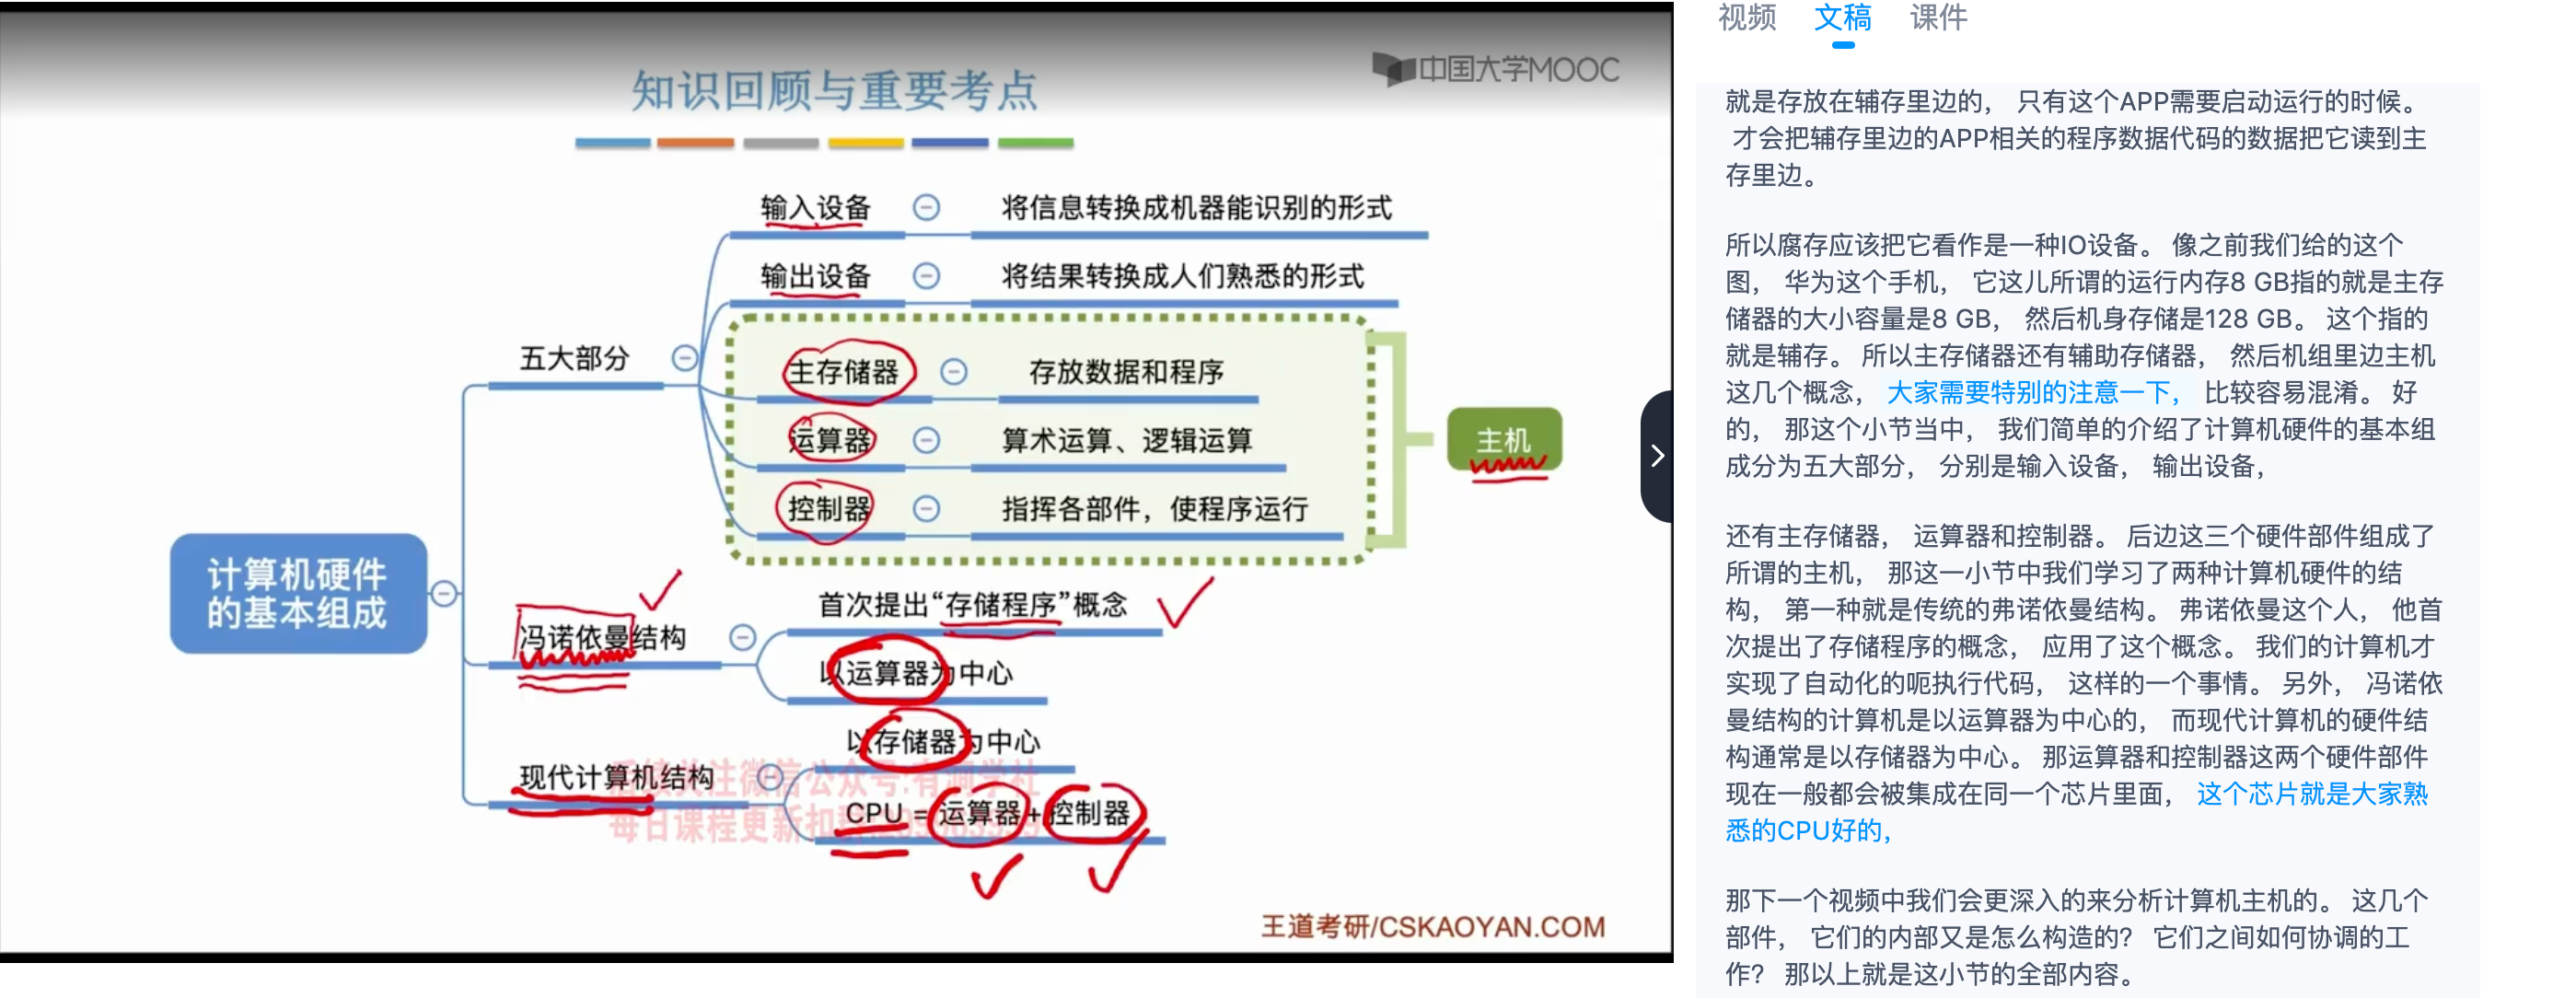 中国大学MOOC
知识回顾与重要考点
输入设备 将信息转换成机器能识别的形式
输出设备 将结果转换成人们熟悉的形式
五大部分
主存储器 存放数据和程序
运算器 算术运算、逻辑运算
主机
控制器 指挥各部件，使程序运行
计算机硬件
的基本组成
冯诺依曼结构
首次提出“存储程序”概念
以运算器为中心
现代计算机结构
以存储器为中心
CPU = 运算器+控制器
王道考研/CSKAOYAN.COM
视频 文稿 课件
就是存放在辅存里边的， 只有这个APP需要启动运行的时候。
才会把辅存里边的APP相关的程序数据代码的数据把它读到主
存里边。
所以腐存应该把它看作是一种IO设备。 像之前我们给的这个
图， 华为这个手机， 它这儿所谓的运行内存8 GB指的就是主存
储器的大小容量是8 GB， 然后机身存储是128 GB。 这个指的
就是辅存。 所以主存储器还有辅助存储器， 然后机组里边主机
这几个概念， 大家需要特别的注意一下， 比较容易混淆。 好
的， 那这个小节当中， 我们简单的介绍了计算机硬件的基本组
成分为五大部分， 分别是输入设备， 输出设备，
还有主存储器， 运算器和控制器。 后边这三个硬件部件组成了
所谓的主机， 那这一小节中我们学习了两种计算机硬件的结
构， 第一种就是传统的弗诺依曼结构。 弗诺依曼这个人， 他首
次提出了存储程序的概念， 应用了这个概念。 我们的计算机才
实现了自动化的呃执行代码， 这样的一个事情。 另外， 冯诺依
曼结构的计算机是以运算器为中心的， 而现代计算机的硬件结
构通常是以存储器为中心。 那运算器和控制器这两个硬件部件
现在一般都会被集成在同一个芯片里面， 这个芯片就是大家熟
悉的CPU好的，
那下一个视频中我们会更深入的来分析计算机主机的。 这几个
部件， 它们的内部又是怎么构造的？ 它们之间如何协调的工
作？ 那以上就是这小节的全部内容。